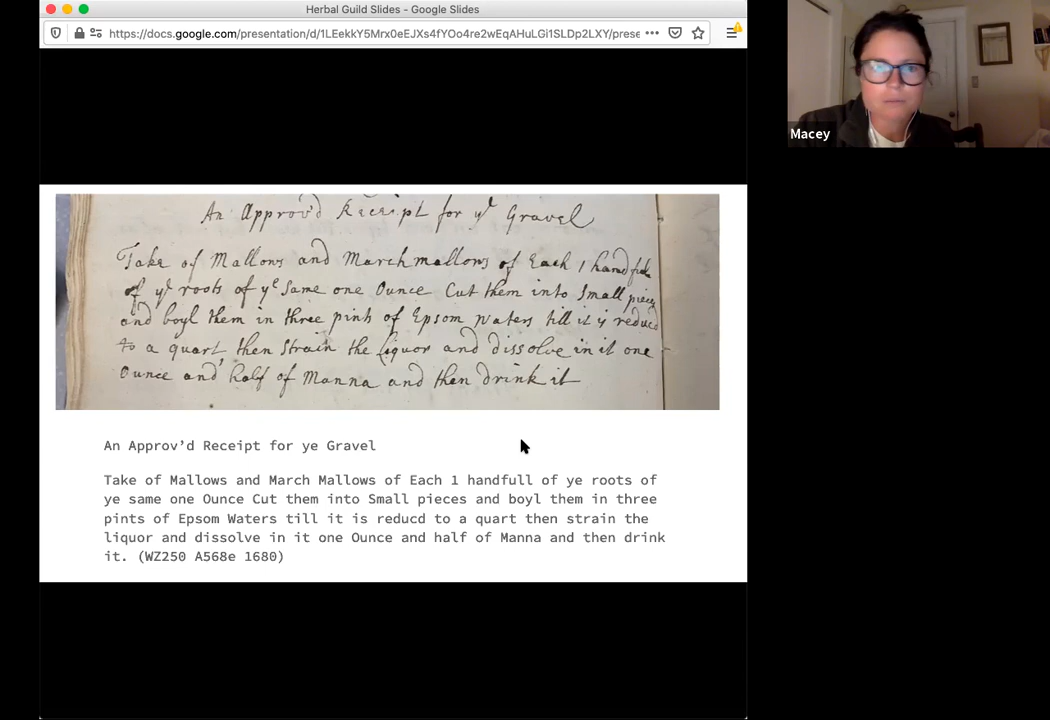 Herbal Guild Slides - Google Slides
https://docs.google.com/presentation/d/1LEekkY5Mrx0eEJXs4fYOo4re2wEqAHuLGi1SLDp2LXY/prese
Macey
An Approv'd Receipt for ye Gravel
Take of Mallows and Marchmallows of Each 1 handfull
of ye roots of ye same one Ounce Cut them into Small pieces
and boyl them in three pints of Epsom waters till it is reducd
to a quart then Strain the liquor and dissolve in it one
Ounce and half of Manna and then drink it
An Approv’d Receipt for ye Gravel
Take of Mallows and March Mallows of Each 1 handfull of ye roots of
ye same one Ounce Cut them into Small pieces and boyl them in three
pints of Epsom Waters till it is reducd to a quart then strain the
liquor and dissolve in it one Ounce and half of Manna and then drink
it. (WZ250 A568e 1680)